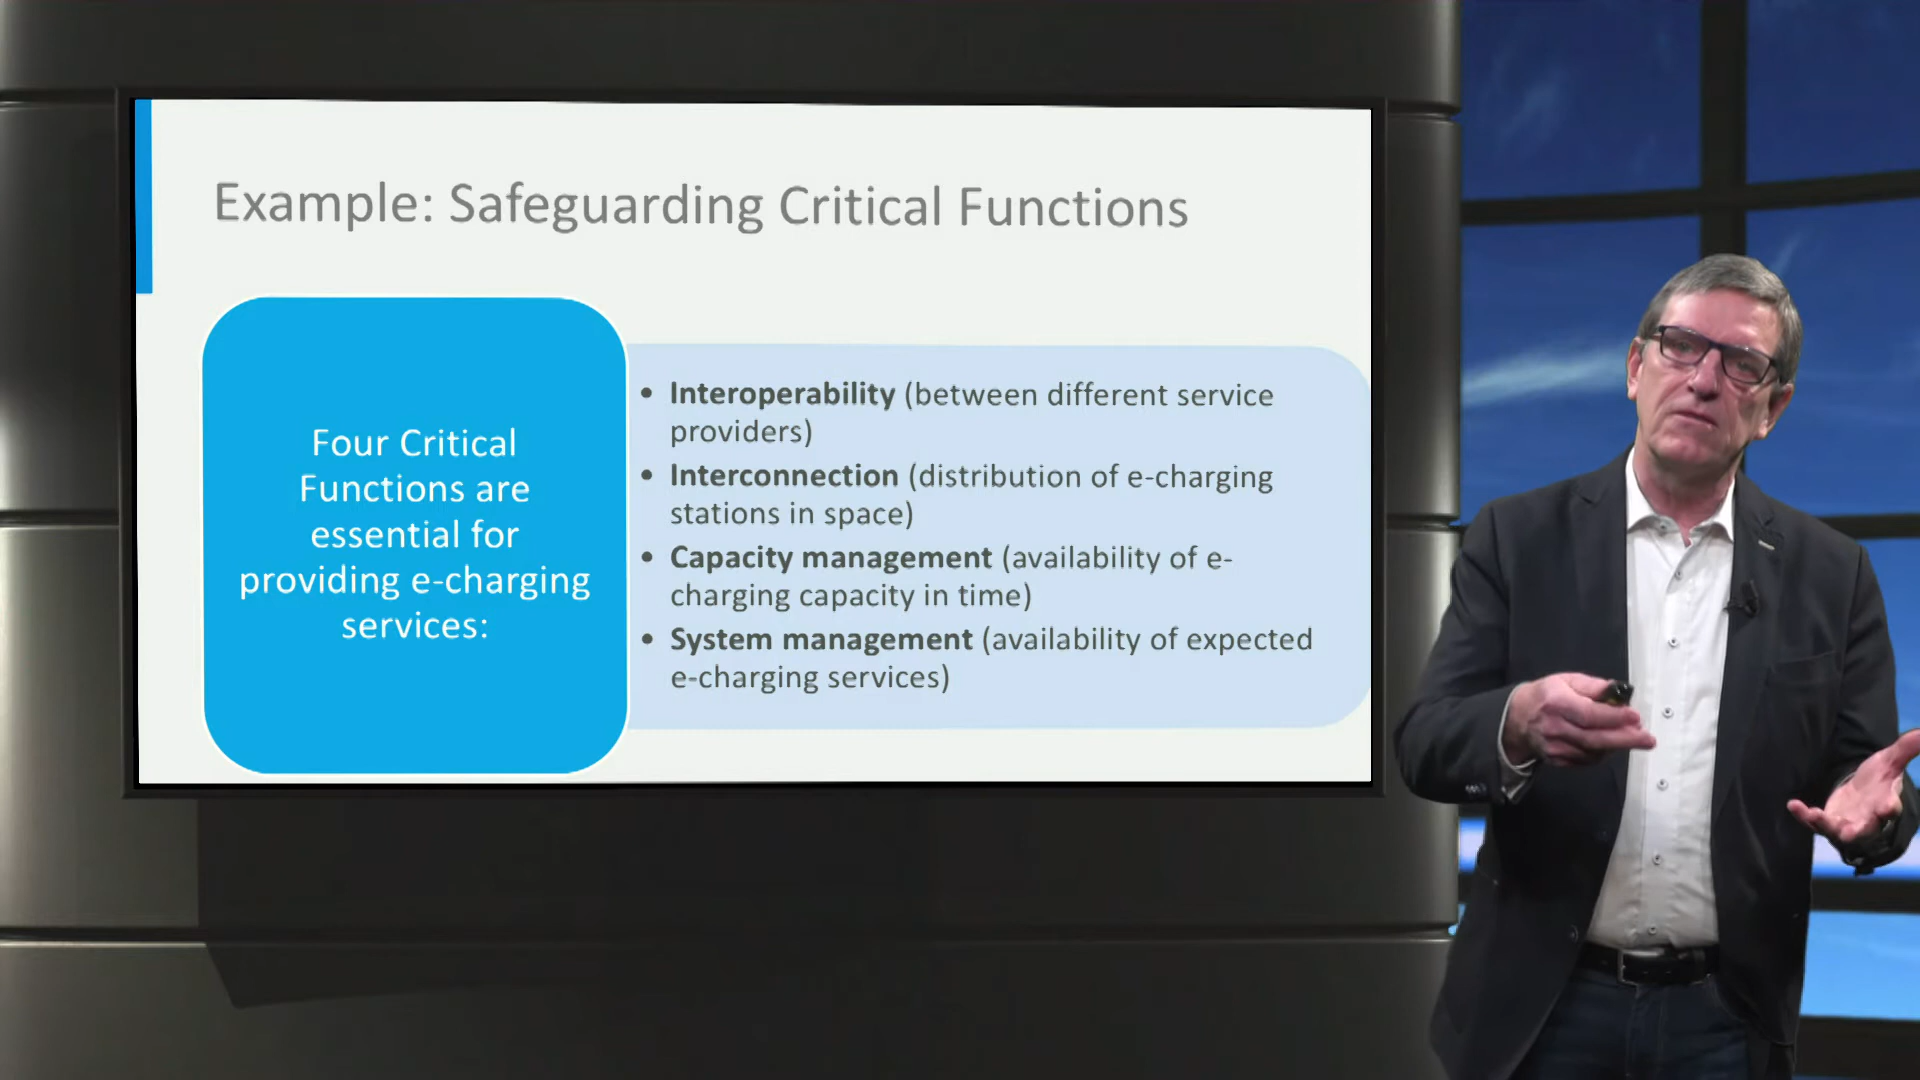 Example: Safeguarding Critical Functions
Four Critical
Functions are
essential for
providing e-charging
services:
• Interoperability (between different service
providers)
• Interconnection (distribution of e-charging
stations in space)
• Capacity management (availability of e-
charging capacity in time)
• System management (availability of expected
e-charging services)